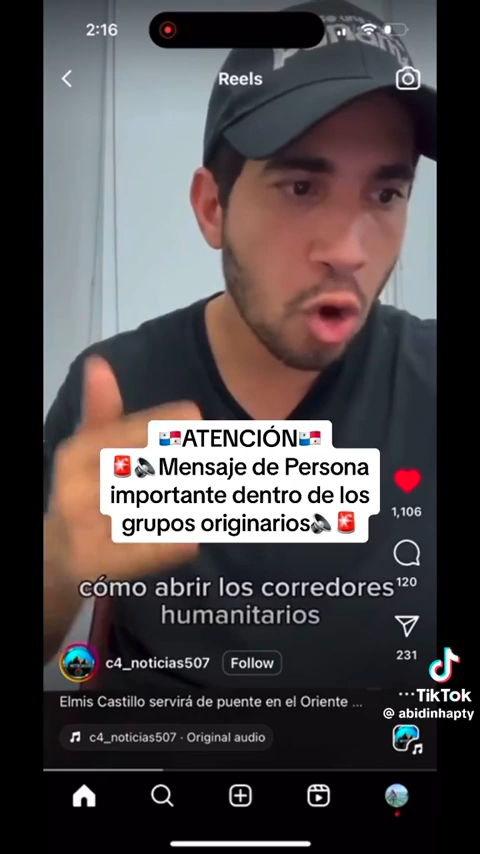 2:16
Reels
🇵🇦ATENCIÓN🇵🇦
🚨🔊Mensaje de Persona
importante dentro de los
grupos originarios🔊🚨
1,106
cómo abrir los corredores
humanitarios
120
231
c4_noticias507 Follow
Elmis Castillo servirá de puente en el Oriente ...
c4_noticias507 · Original audio
TikTok
@ abidinhapty